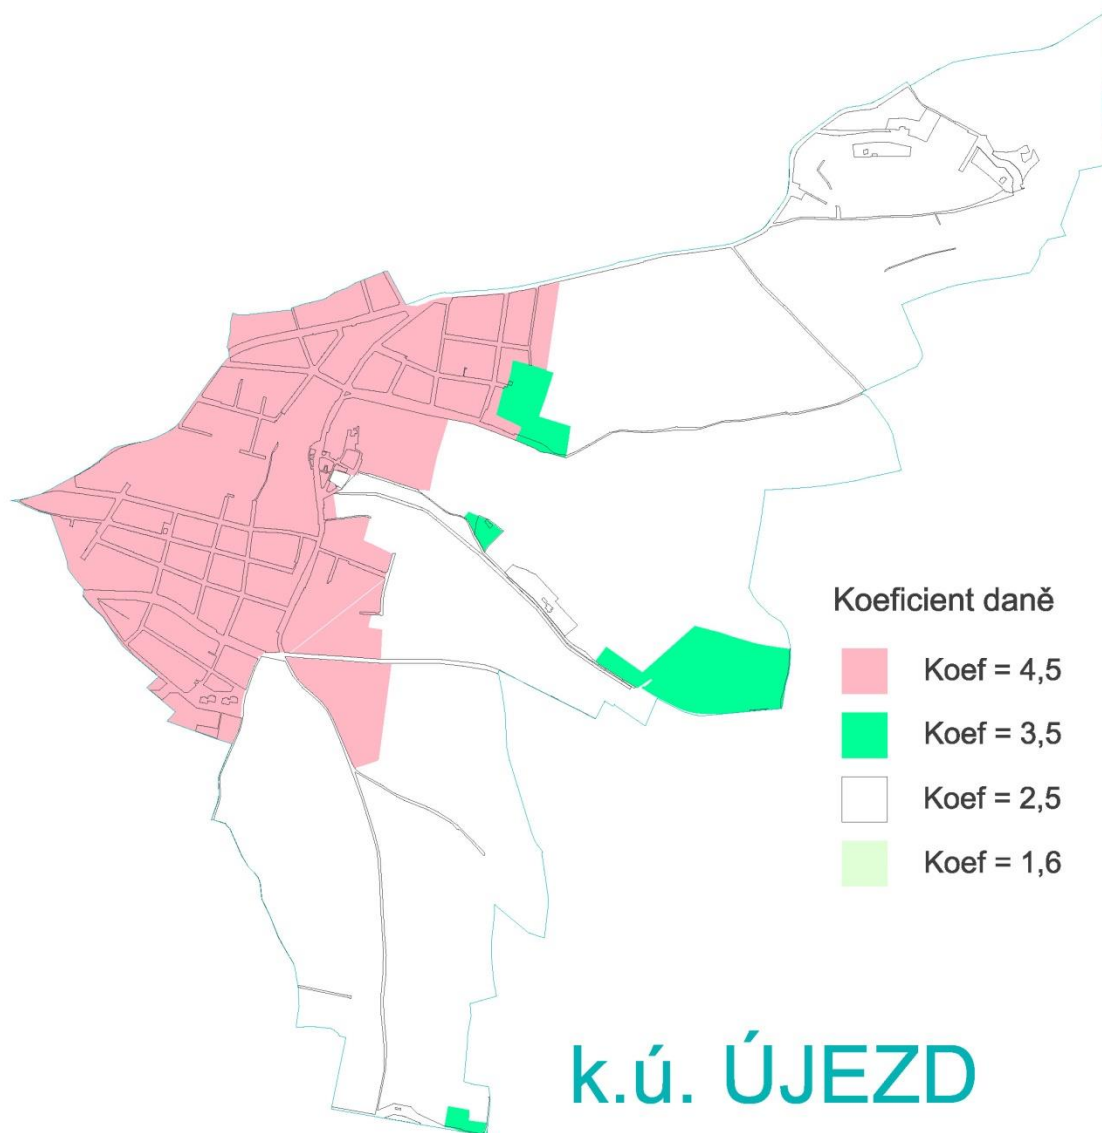 Koeficient daně
Koef = 4,5
Koef = 3,5
Koef = 2,5
Koef = 1,6
k.ú. ÚJEZD